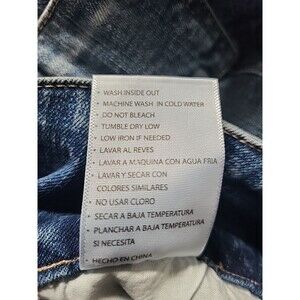 • WASH INSIDE OUT
• MACHINE WASH IN COLD WATER
• DO NOT BLEACH
• TUMBLE DRY LOW
• LOW IRON IF NEEDED
• LAVAR AL REVES
• LAVAR A MAQUINA CON AGUA FRIA
• LAVAR Y SECAR CON
COLORES SIMILARES
• NO USAR CLORO
• SECAR A BAJA TEMPERATURA
• PLANCHAR A BAJA TEMPERATURA
SI NECESITA
• HECHO EN CHINA